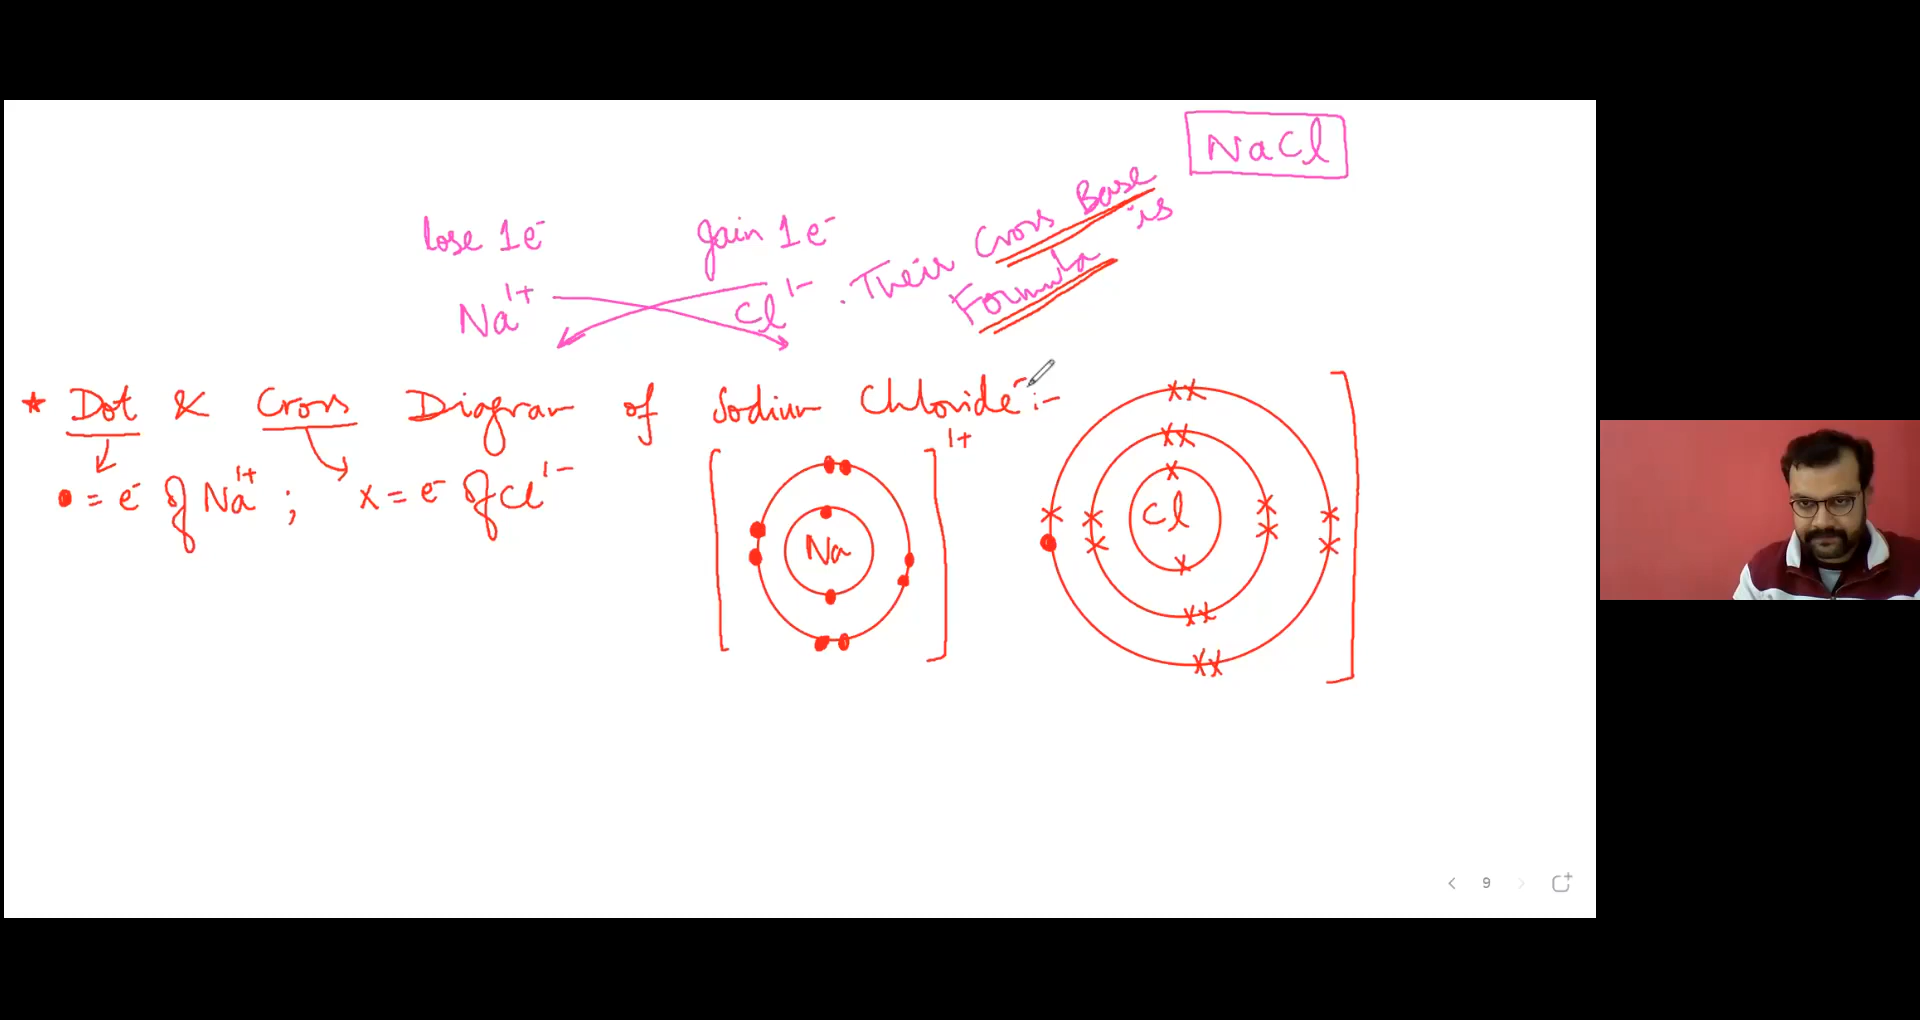 NaCl
lose 1e⁻ gain 1e⁻
Na¹⁺ Cl¹⁻ . Their Cross Base
Formula is
★ Dot & Cross Diagram of Sodium Chloride :-
• = e⁻ of Na¹⁺ ; x = e⁻ of Cl¹⁻
1+
Na
Cl
9